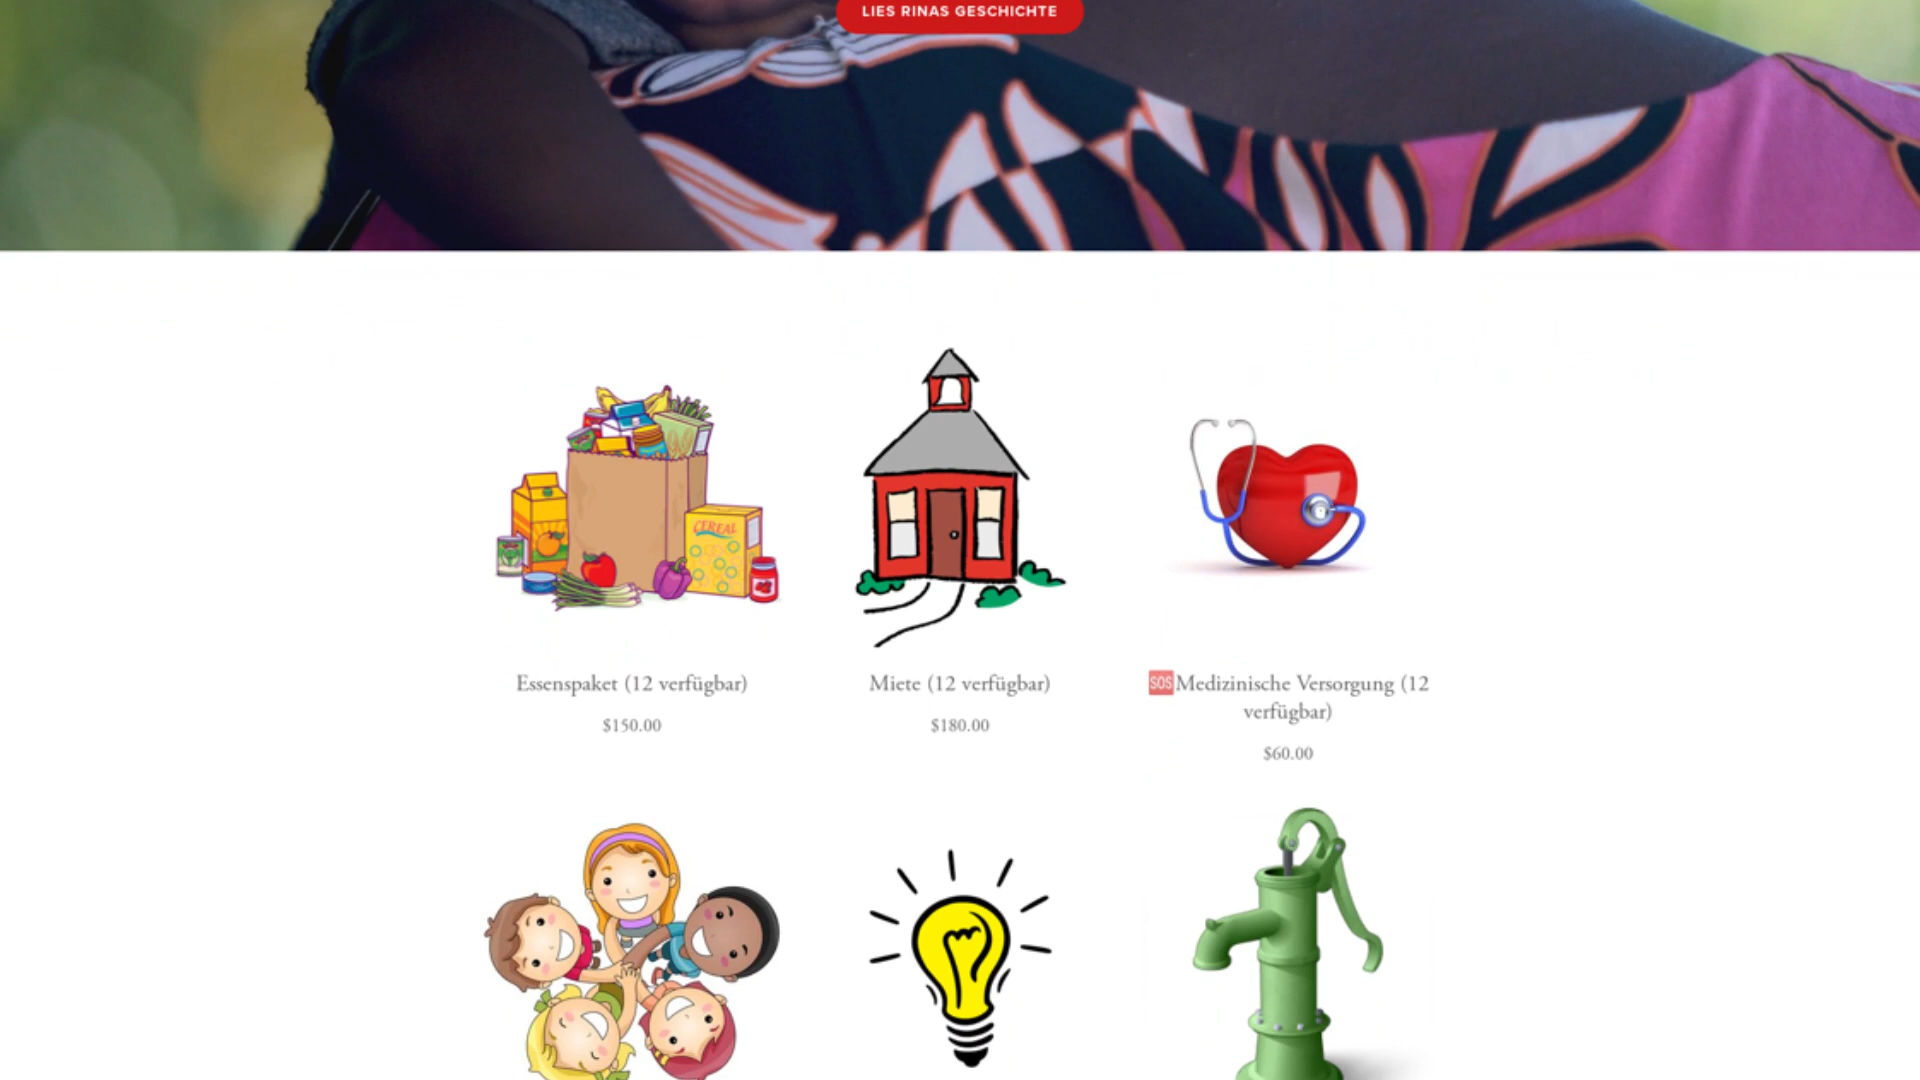 LIES RINAS GESCHICHTE
CEREAL
Essenspaket (12 verfügbar)
$150.00
Miete (12 verfügbar)
$180.00
SOS Medizinische Versorgung (12
verfügbar)
$60.00